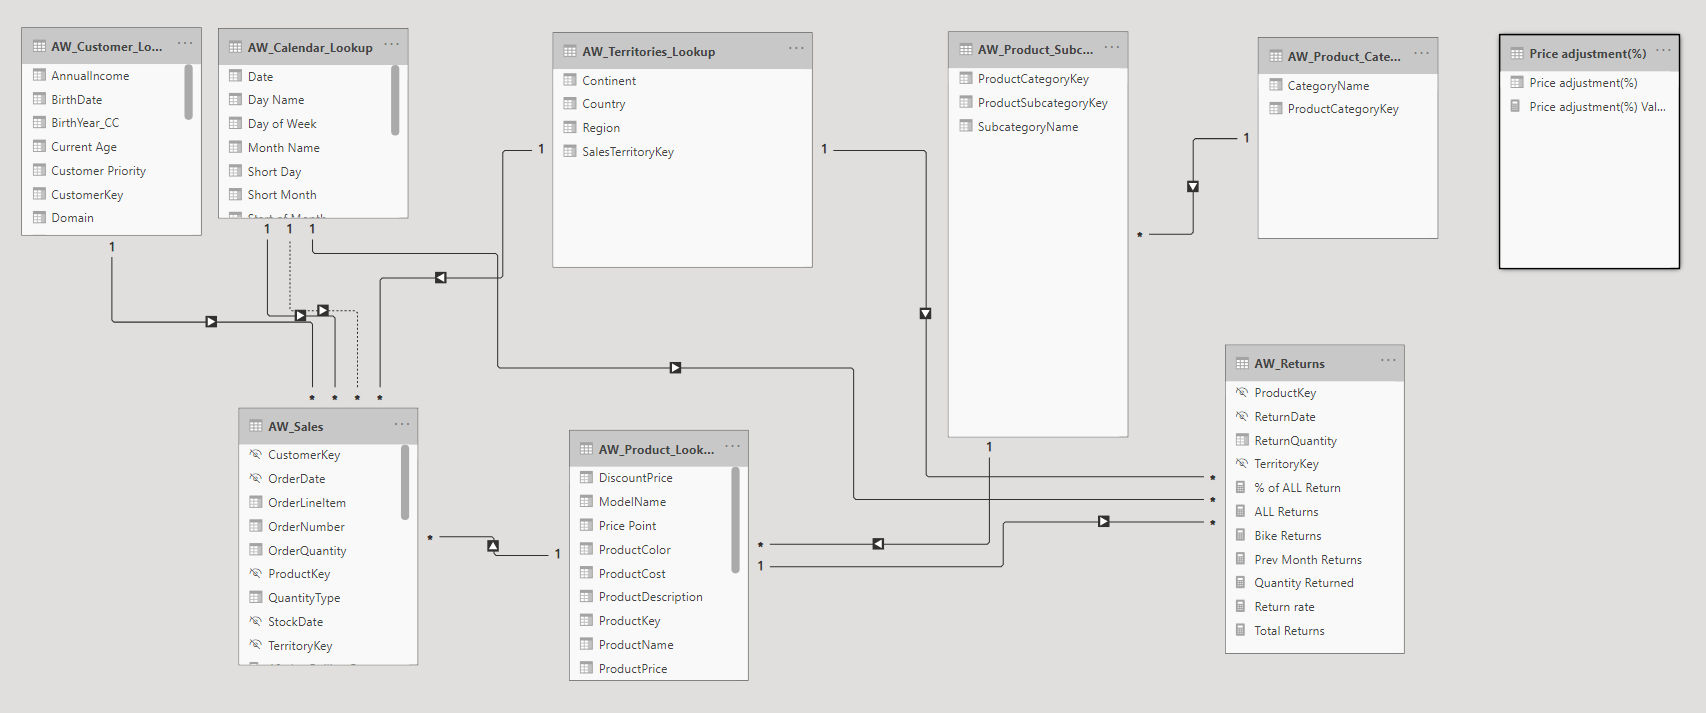 AW_Customer_Lo...
AnnualIncome
BirthDate
BirthYear_CC
Current Age
Customer Priority
CustomerKey
Domain
AW_Calendar_Lookup
Date
Day Name
Day of Week
Month Name
Short Day
Short Month
Start of Month
AW_Territories_Lookup
Continent
Country
Region
SalesTerritoryKey
AW_Product_Subc...
ProductCategoryKey
ProductSubcategoryKey
SubcategoryName
AW_Product_Cate...
CategoryName
ProductCategoryKey
Price adjustment(%)
Price adjustment(%)
Price adjustment(%) Val...
1
1
1
1
1
1
1
*
*
*
*
*
AW_Sales
CustomerKey
OrderDate
OrderLineItem
OrderNumber
OrderQuantity
ProductKey
QuantityType
StockDate
TerritoryKey
*
1
AW_Product_Look...
DiscountPrice
ModelName
Price Point
ProductColor
ProductCost
ProductDescription
ProductKey
ProductName
ProductPrice
1
*
1
*
*
*
AW_Returns
ProductKey
ReturnDate
ReturnQuantity
TerritoryKey
% of ALL Return
ALL Returns
Bike Returns
Prev Month Returns
Quantity Returned
Return rate
Total Returns